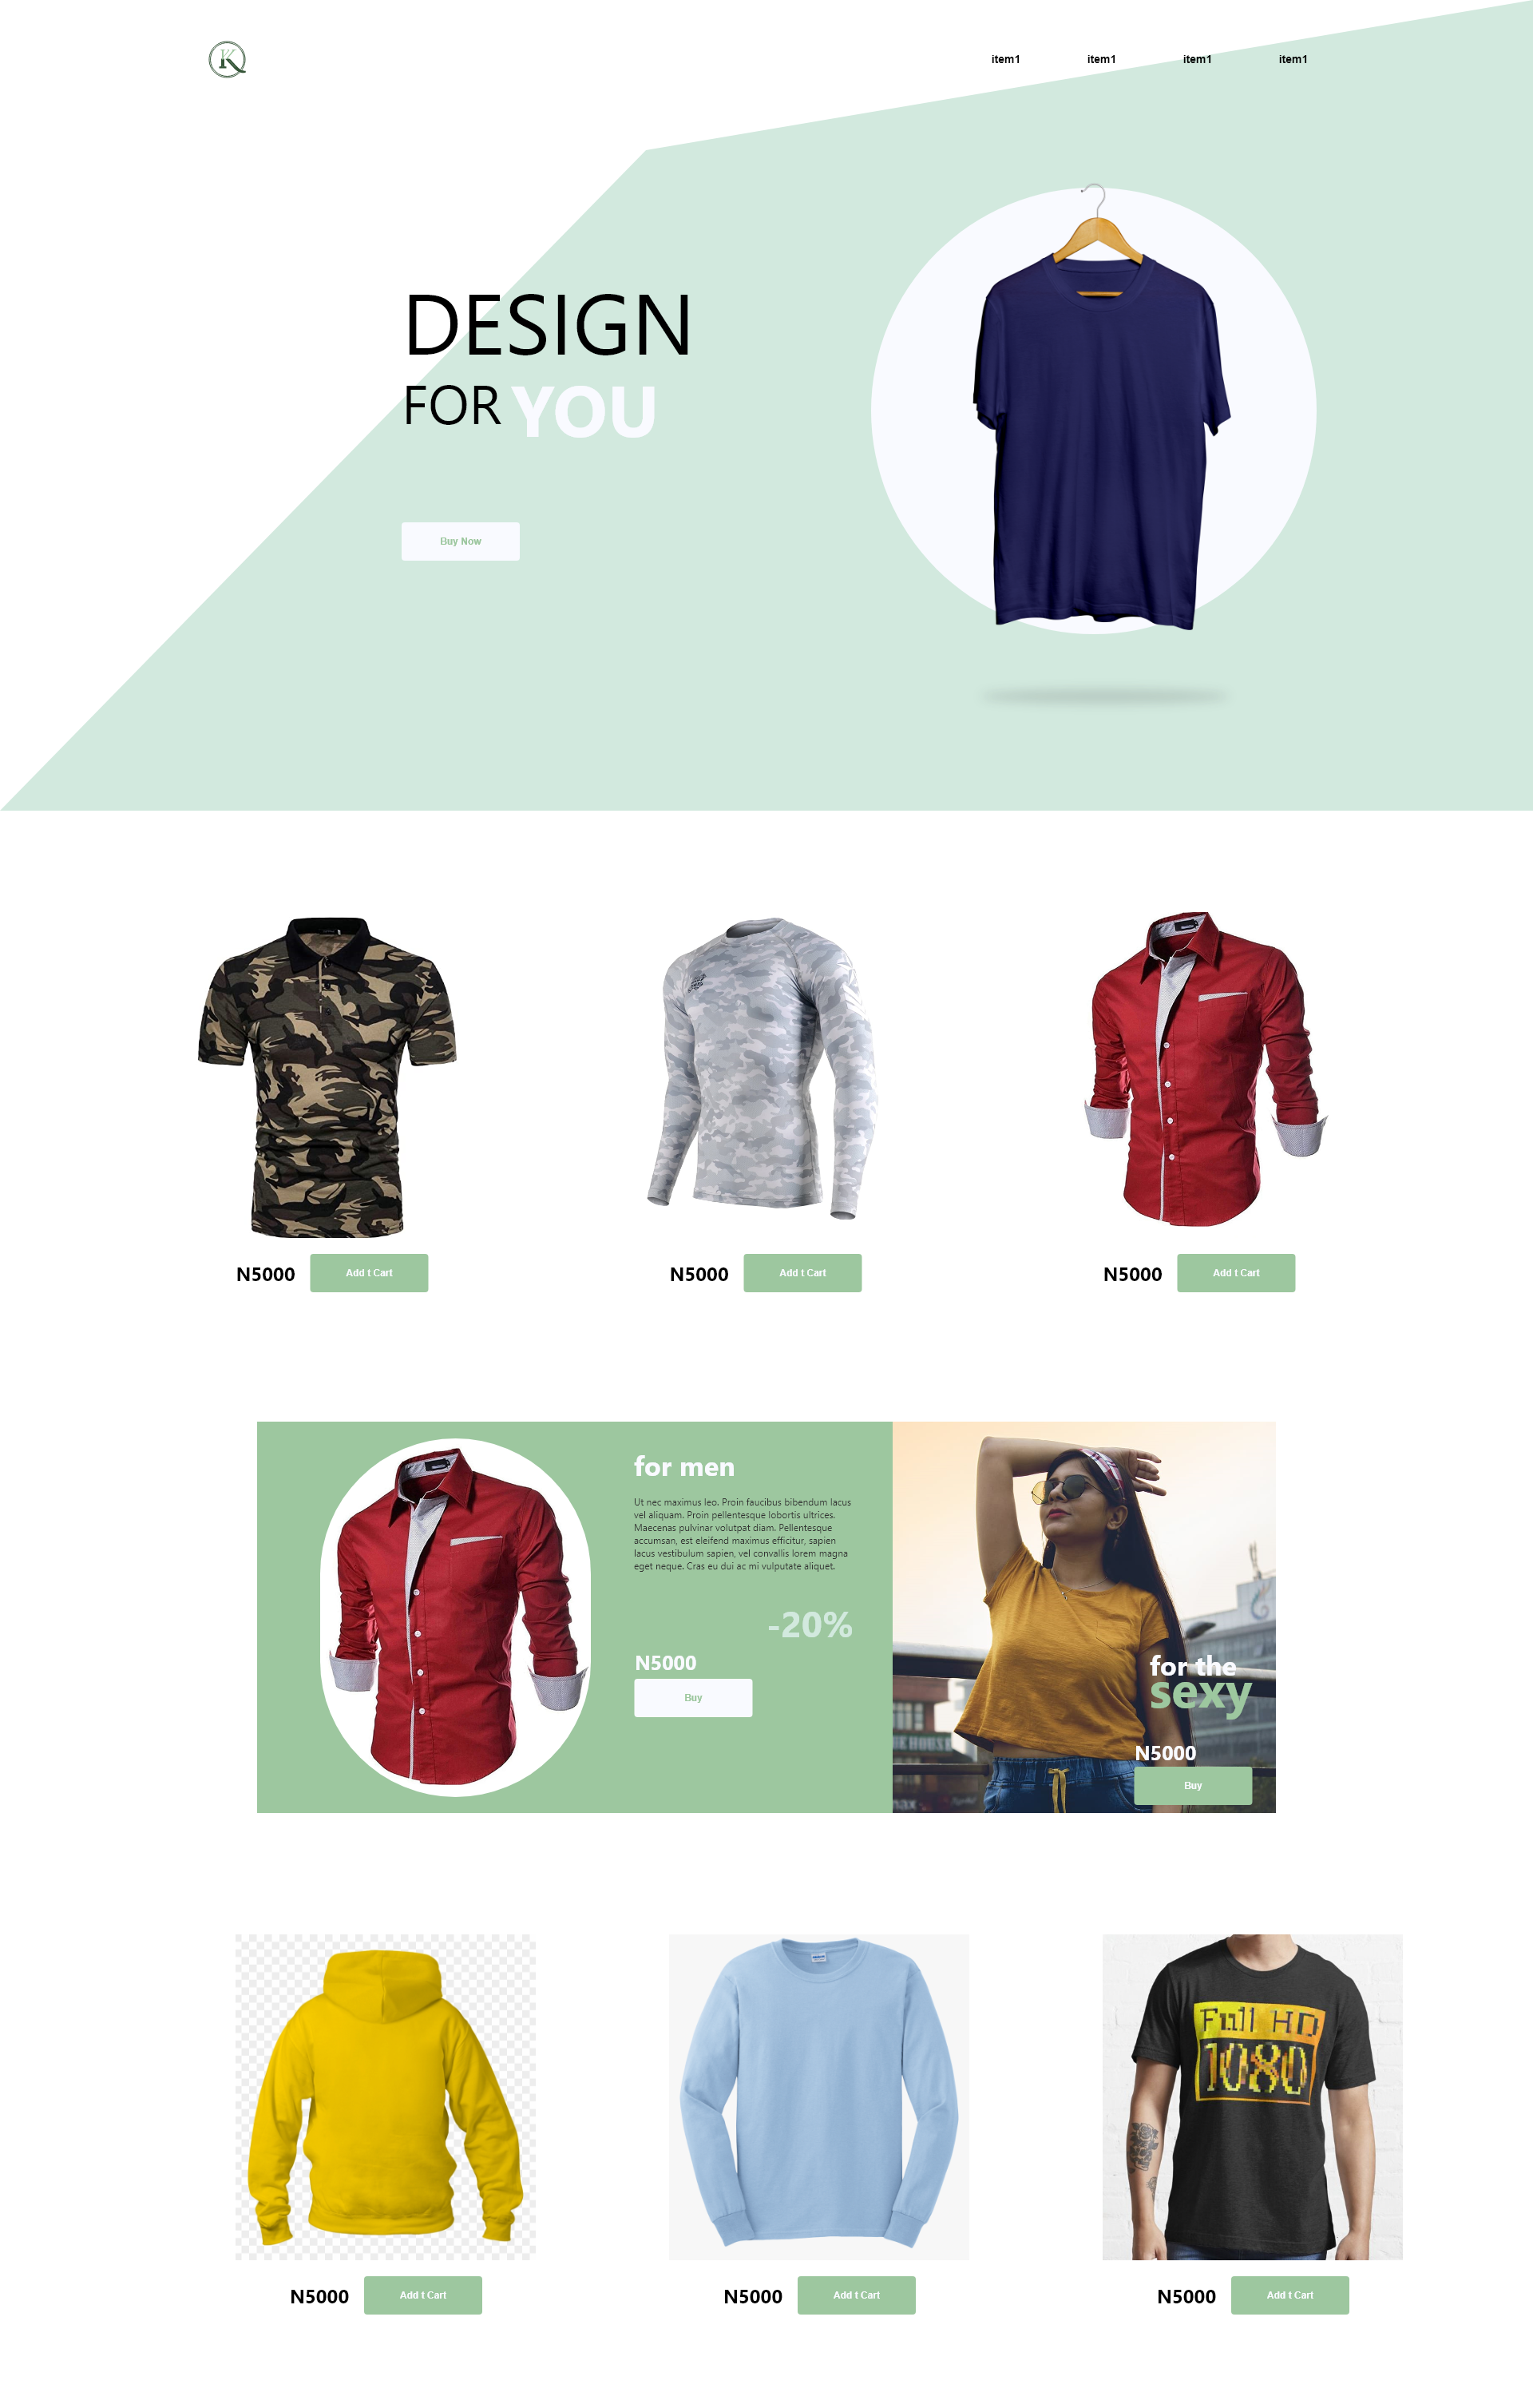 K
item1 item1 item1 item1
DESIGN
FOR YOU
Buy Now
N5000 Add t Cart
N5000 Add t Cart
N5000 Add t Cart
for men
Ut nec maximus leo. Proin faucibus bibendum lacus
vel aliquam. Proin pellentesque lobortis ultrices.
Maecenas pulvinar volutpat diam. Pellentesque
accumsan, est eleifend maximus efficitur, sapien
lacus vestibulum sapien, vel convallis lorem magna
eget neque. Cras eu dui ac mi vulputate aliquet.
-20%
N5000
Buy
for the
sexy
N5000
Buy
Full HD
1080
N5000 Add t Cart
N5000 Add t Cart
N5000 Add t Cart